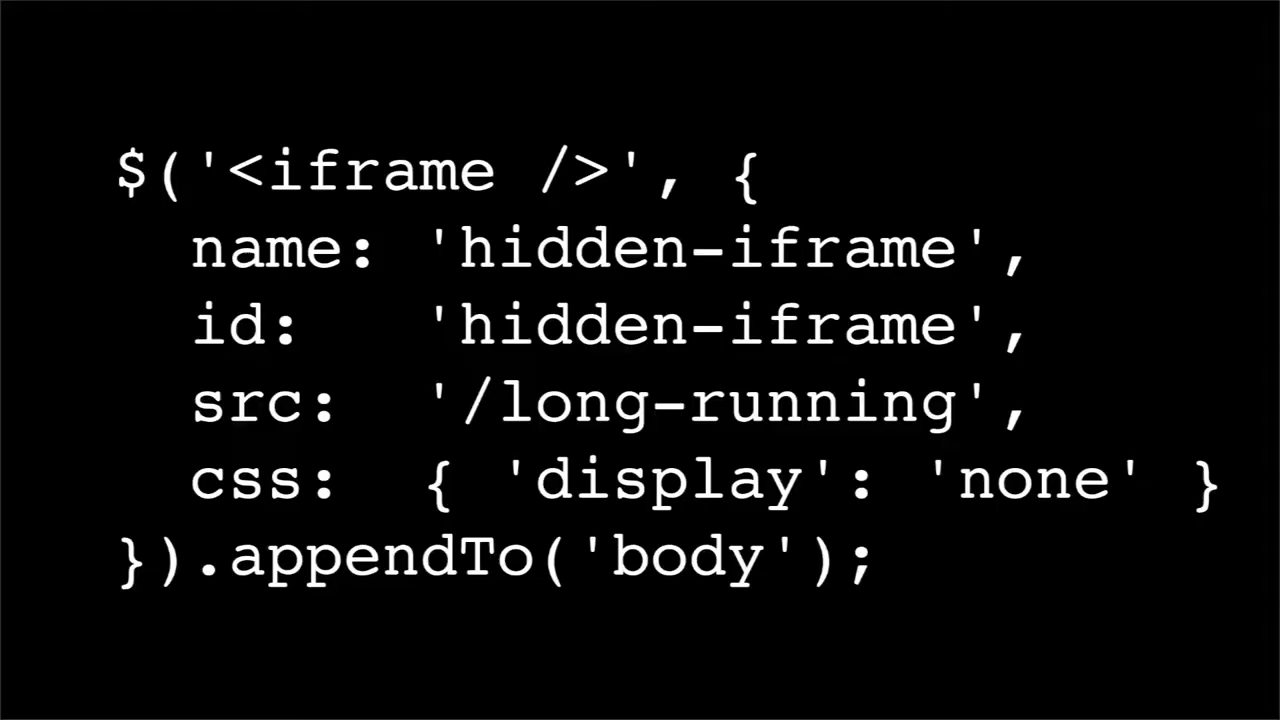 $('<iframe />', {
  name: 'hidden-iframe',
  id:   'hidden-iframe',
  src:  '/long-running',
  css:  { 'display': 'none' }
}).appendTo('body');